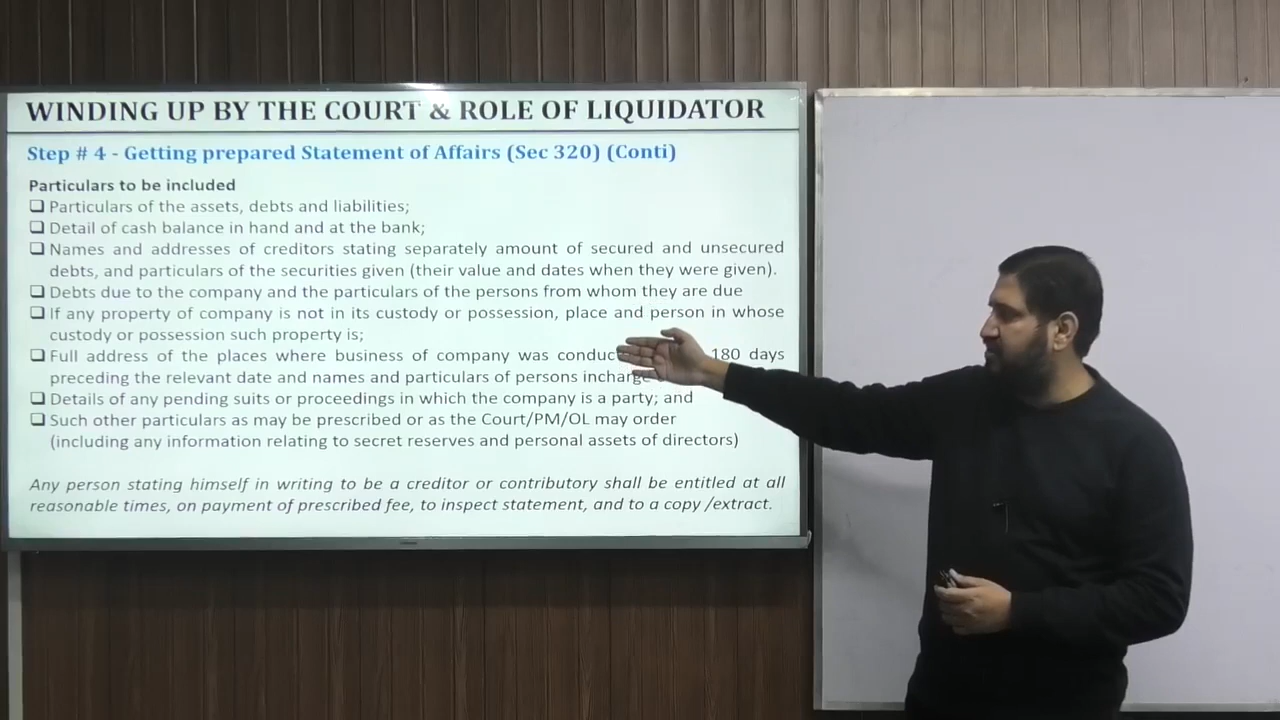 WINDING UP BY THE COURT & ROLE OF LIQUIDATOR
Step # 4 - Getting prepared Statement of Affairs (Sec 320) (Conti)
Particulars to be included
Particulars of the assets, debts and liabilities;
Detail of cash balance in hand and at the bank;
Names and addresses of creditors stating separately amount of secured and unsecured
debts, and particulars of the securities given (their value and dates when they were given).
Debts due to the company and the particulars of the persons from whom they are due
If any property of company is not in its custody or possession, place and person in whose
custody or possession such property is;
Full address of the places where business of company was 180 days
preceding the relevant date and names and particulars of persons incharge
Details of any pending suits or proceedings in which the company is a party; and
Such other particulars as may be prescribed or as the Court/PM/OL may order
(including any information relating to secret reserves and personal assets of directors)
Any person stating himself in writing to be a creditor or contributory shall be entitled at all
reasonable times, on payment of prescribed fee, to inspect statement, and to a copy /extract.